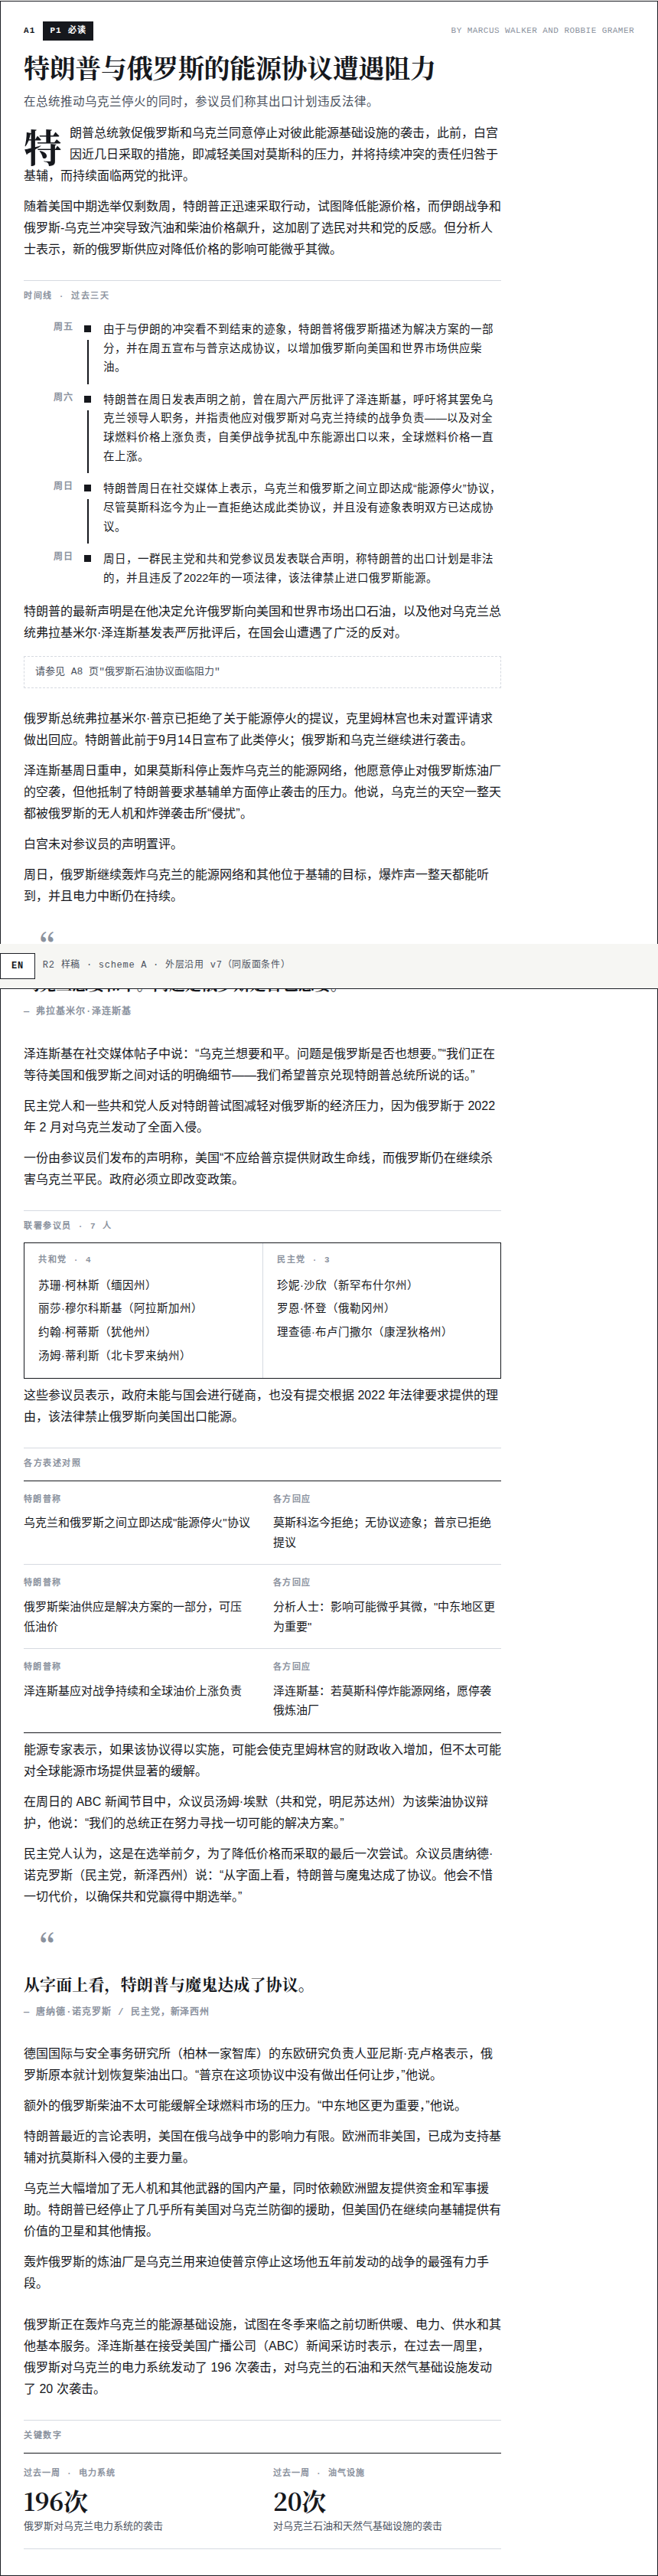 A1 P1 必读 BY MARCUS WALKER AND ROBBIE GRAMER
特朗普与俄罗斯的能源协议遭遇阻力
在总统推动乌克兰停火的同时，参议员们称其出口计划违反法律。
特朗普总统敦促俄罗斯和乌克兰同意停止对彼此能源基础设施的袭击，此前，白宫
因近几日采取的措施，即减轻美国对莫斯科的压力，并将持续冲突的责任归咎于
基辅，而持续面临两党的批评。
随着美国中期选举仅剩数周，特朗普正迅速采取行动，试图降低能源价格，而伊朗战争和
俄罗斯-乌克兰冲突导致汽油和柴油价格飙升，这加剧了选民对共和党的反感。但分析人
士表示，新的俄罗斯供应对降低价格的影响可能微乎其微。
时间线 · 过去三天
周五
由于与伊朗的冲突看不到结束的迹象，特朗普将俄罗斯描述为解决方案的一部
分，并在周五宣布与普京达成协议，以增加俄罗斯向美国和世界市场供应柴
油。
周六
特朗普在周日发表声明之前，曾在周六严厉批评了泽连斯基，呼吁将其罢免乌
克兰领导人职务，并指责他应对俄罗斯对乌克兰持续的战争负责——以及对全
球燃料价格上涨负责，自美伊战争扰乱中东能源出口以来，全球燃料价格一直
在上涨。
周日
特朗普周日在社交媒体上表示，乌克兰和俄罗斯之间立即达成“能源停火”协议，
尽管莫斯科迄今为止一直拒绝达成此类协议，并且没有迹象表明双方已达成协
议。
周日
周日，一群民主党和共和党参议员发表联合声明，称特朗普的出口计划是非法
的，并且违反了2022年的一项法律，该法律禁止进口俄罗斯能源。
特朗普的最新声明是在他决定允许俄罗斯向美国和世界市场出口石油，以及他对乌克兰总
统弗拉基米尔·泽连斯基发表严厉批评后，在国会山遭遇了广泛的反对。
请参见 A8 页"俄罗斯石油协议面临阻力"
俄罗斯总统弗拉基米尔·普京已拒绝了关于能源停火的提议，克里姆林宫也未对置评请求
做出回应。特朗普此前于9月14日宣布了此类停火；俄罗斯和乌克兰继续进行袭击。
泽连斯基周日重申，如果莫斯科停止轰炸乌克兰的能源网络，他愿意停止对俄罗斯炼油厂
的空袭，但他抵制了特朗普要求基辅单方面停止袭击的压力。他说，乌克兰的天空一整天
都被俄罗斯的无人机和炸弹袭击所“侵扰”。
白宫未对参议员的声明置评。
周日，俄罗斯继续轰炸乌克兰的能源网络和其他位于基辅的目标，爆炸声一整天都能听
到，并且电力中断仍在持续。
“
EN R2 样稿 · scheme A · 外层沿用 v7（同版面条件）
— 弗拉基米尔·泽连斯基
泽连斯基在社交媒体帖子中说：“乌克兰想要和平。问题是俄罗斯是否也想要。”“我们正在
等待美国和俄罗斯之间对话的明确细节——我们希望普京兑现特朗普总统所说的话。”
民主党人和一些共和党人反对特朗普试图减轻对俄罗斯的经济压力，因为俄罗斯于 2022
年 2 月对乌克兰发动了全面入侵。
一份由参议员们发布的声明称，美国“不应给普京提供财政生命线，而俄罗斯仍在继续杀
害乌克兰平民。政府必须立即改变政策。
联署参议员 · 7 人
共和党 · 4
苏珊·柯林斯（缅因州）
丽莎·穆尔科斯基（阿拉斯加州）
约翰·柯蒂斯（犹他州）
汤姆·蒂利斯（北卡罗来纳州）
民主党 · 3
珍妮·沙欣（新罕布什尔州）
罗恩·怀登（俄勒冈州）
理查德·布卢门撒尔（康涅狄格州）
这些参议员表示，政府未能与国会进行磋商，也没有提交根据 2022 年法律要求提供的理
由，该法律禁止俄罗斯向美国出口能源。
各方表述对照
特朗普称
乌克兰和俄罗斯之间立即达成"能源停火"协议
各方回应
莫斯科迄今拒绝；无协议迹象；普京已拒绝
提议
特朗普称
俄罗斯柴油供应是解决方案的一部分，可压
低油价
各方回应
分析人士：影响可能微乎其微，"中东地区更
为重要"
特朗普称
泽连斯基应对战争持续和全球油价上涨负责
各方回应
泽连斯基：若莫斯科停炸能源网络，愿停袭
俄炼油厂
能源专家表示，如果该协议得以实施，可能会使克里姆林宫的财政收入增加，但不太可能
对全球能源市场提供显著的缓解。
在周日的 ABC 新闻节目中，众议员汤姆·埃默（共和党，明尼苏达州）为该柴油协议辩
护，他说：“我们的总统正在努力寻找一切可能的解决方案。”
民主党人认为，这是在选举前夕，为了降低价格而采取的最后一次尝试。众议员唐纳德·
诺克罗斯（民主党，新泽西州）说：“从字面上看，特朗普与魔鬼达成了协议。他会不惜
一切代价，以确保共和党赢得中期选举。”
“
从字面上看，特朗普与魔鬼达成了协议。
— 唐纳德·诺克罗斯 / 民主党，新泽西州
德国国际与安全事务研究所（柏林一家智库）的东欧研究负责人亚尼斯·克卢格表示，俄
罗斯原本就计划恢复柴油出口。“普京在这项协议中没有做出任何让步，”他说。
额外的俄罗斯柴油不太可能缓解全球燃料市场的压力。“中东地区更为重要，”他说。
特朗普最近的言论表明，美国在俄乌战争中的影响力有限。欧洲而非美国，已成为支持基
辅对抗莫斯科入侵的主要力量。
乌克兰大幅增加了无人机和其他武器的国内产量，同时依赖欧洲盟友提供资金和军事援
助。特朗普已经停止了几乎所有美国对乌克兰防御的援助，但美国仍在继续向基辅提供有
价值的卫星和其他情报。
轰炸俄罗斯的炼油厂是乌克兰用来迫使普京停止这场他五年前发动的战争的最强有力手
段。
俄罗斯正在轰炸乌克兰的能源基础设施，试图在冬季来临之前切断供暖、电力、供水和其
他基本服务。泽连斯基在接受美国广播公司（ABC）新闻采访时表示，在过去一周里，
俄罗斯对乌克兰的电力系统发动了 196 次袭击，对乌克兰的石油和天然气基础设施发动
了 20 次袭击。
关键数字
过去一周 · 电力系统
196次
俄罗斯对乌克兰电力系统的袭击
过去一周 · 油气设施
20次
对乌克兰石油和天然气基础设施的袭击